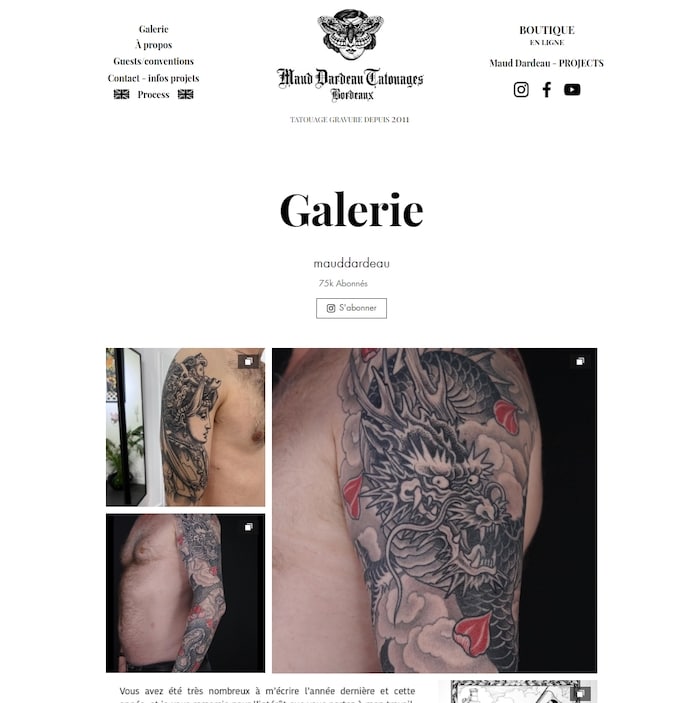 Galerie
À propos
Guests/conventions
Contact - infos projets
Process
Maud Dardeau Tatouages
Bordeaux
TATOUAGE GRAVURE DEPUIS 2011
BOUTIQUE
EN LIGNE
Maud Dardeau - PROJECTS
Galerie
mauddardeau
75k Abonnés
S'abonner
Vous avez été très nombreux à m'écrire l'année dernière et cette